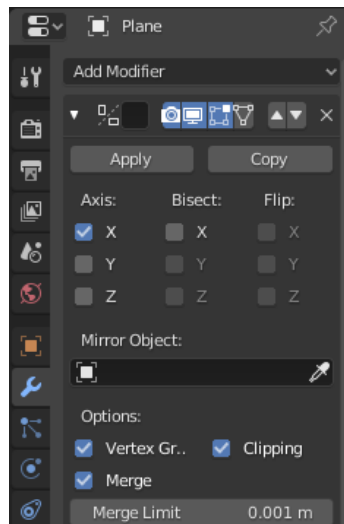 Plane
Add Modifier
Apply Copy
Axis: Bisect: Flip:
X X X
Y Y Y
Z Z Z
Mirror Object:
Options:
Vertex Gr.. Clipping
Merge
Merge Limit 0.001 m